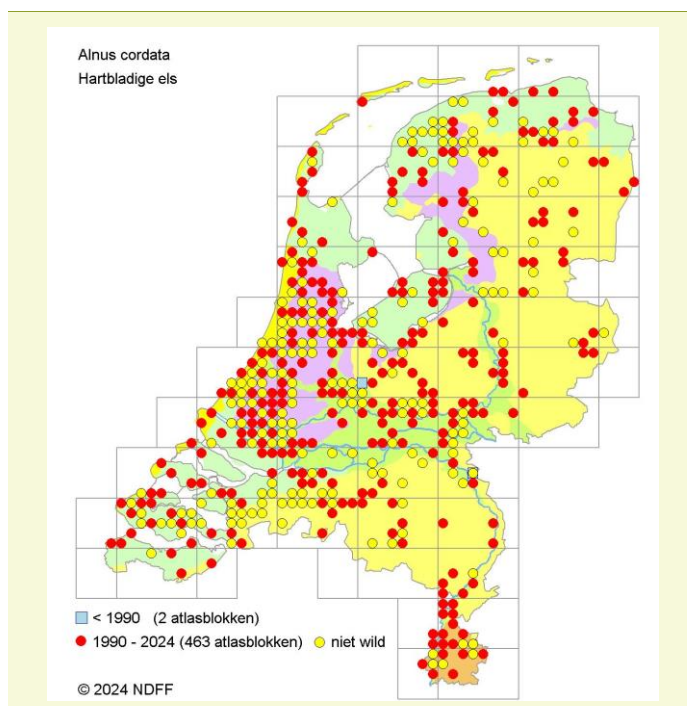 Alnus cordata
Hartbladige els
< 1990 (2 atlasblokken)
1990 - 2024 (463 atlasblokken) niet wild
© 2024 NDFF